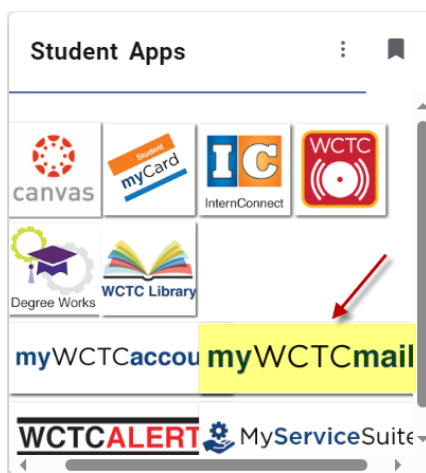 Student Apps
canvas
Student
myCard
IC
InternConnect
WCTC
Degree Works
WCTC Library
myWCTCaccou
myWCTCmail
WCTCALERT
MyServiceSuite